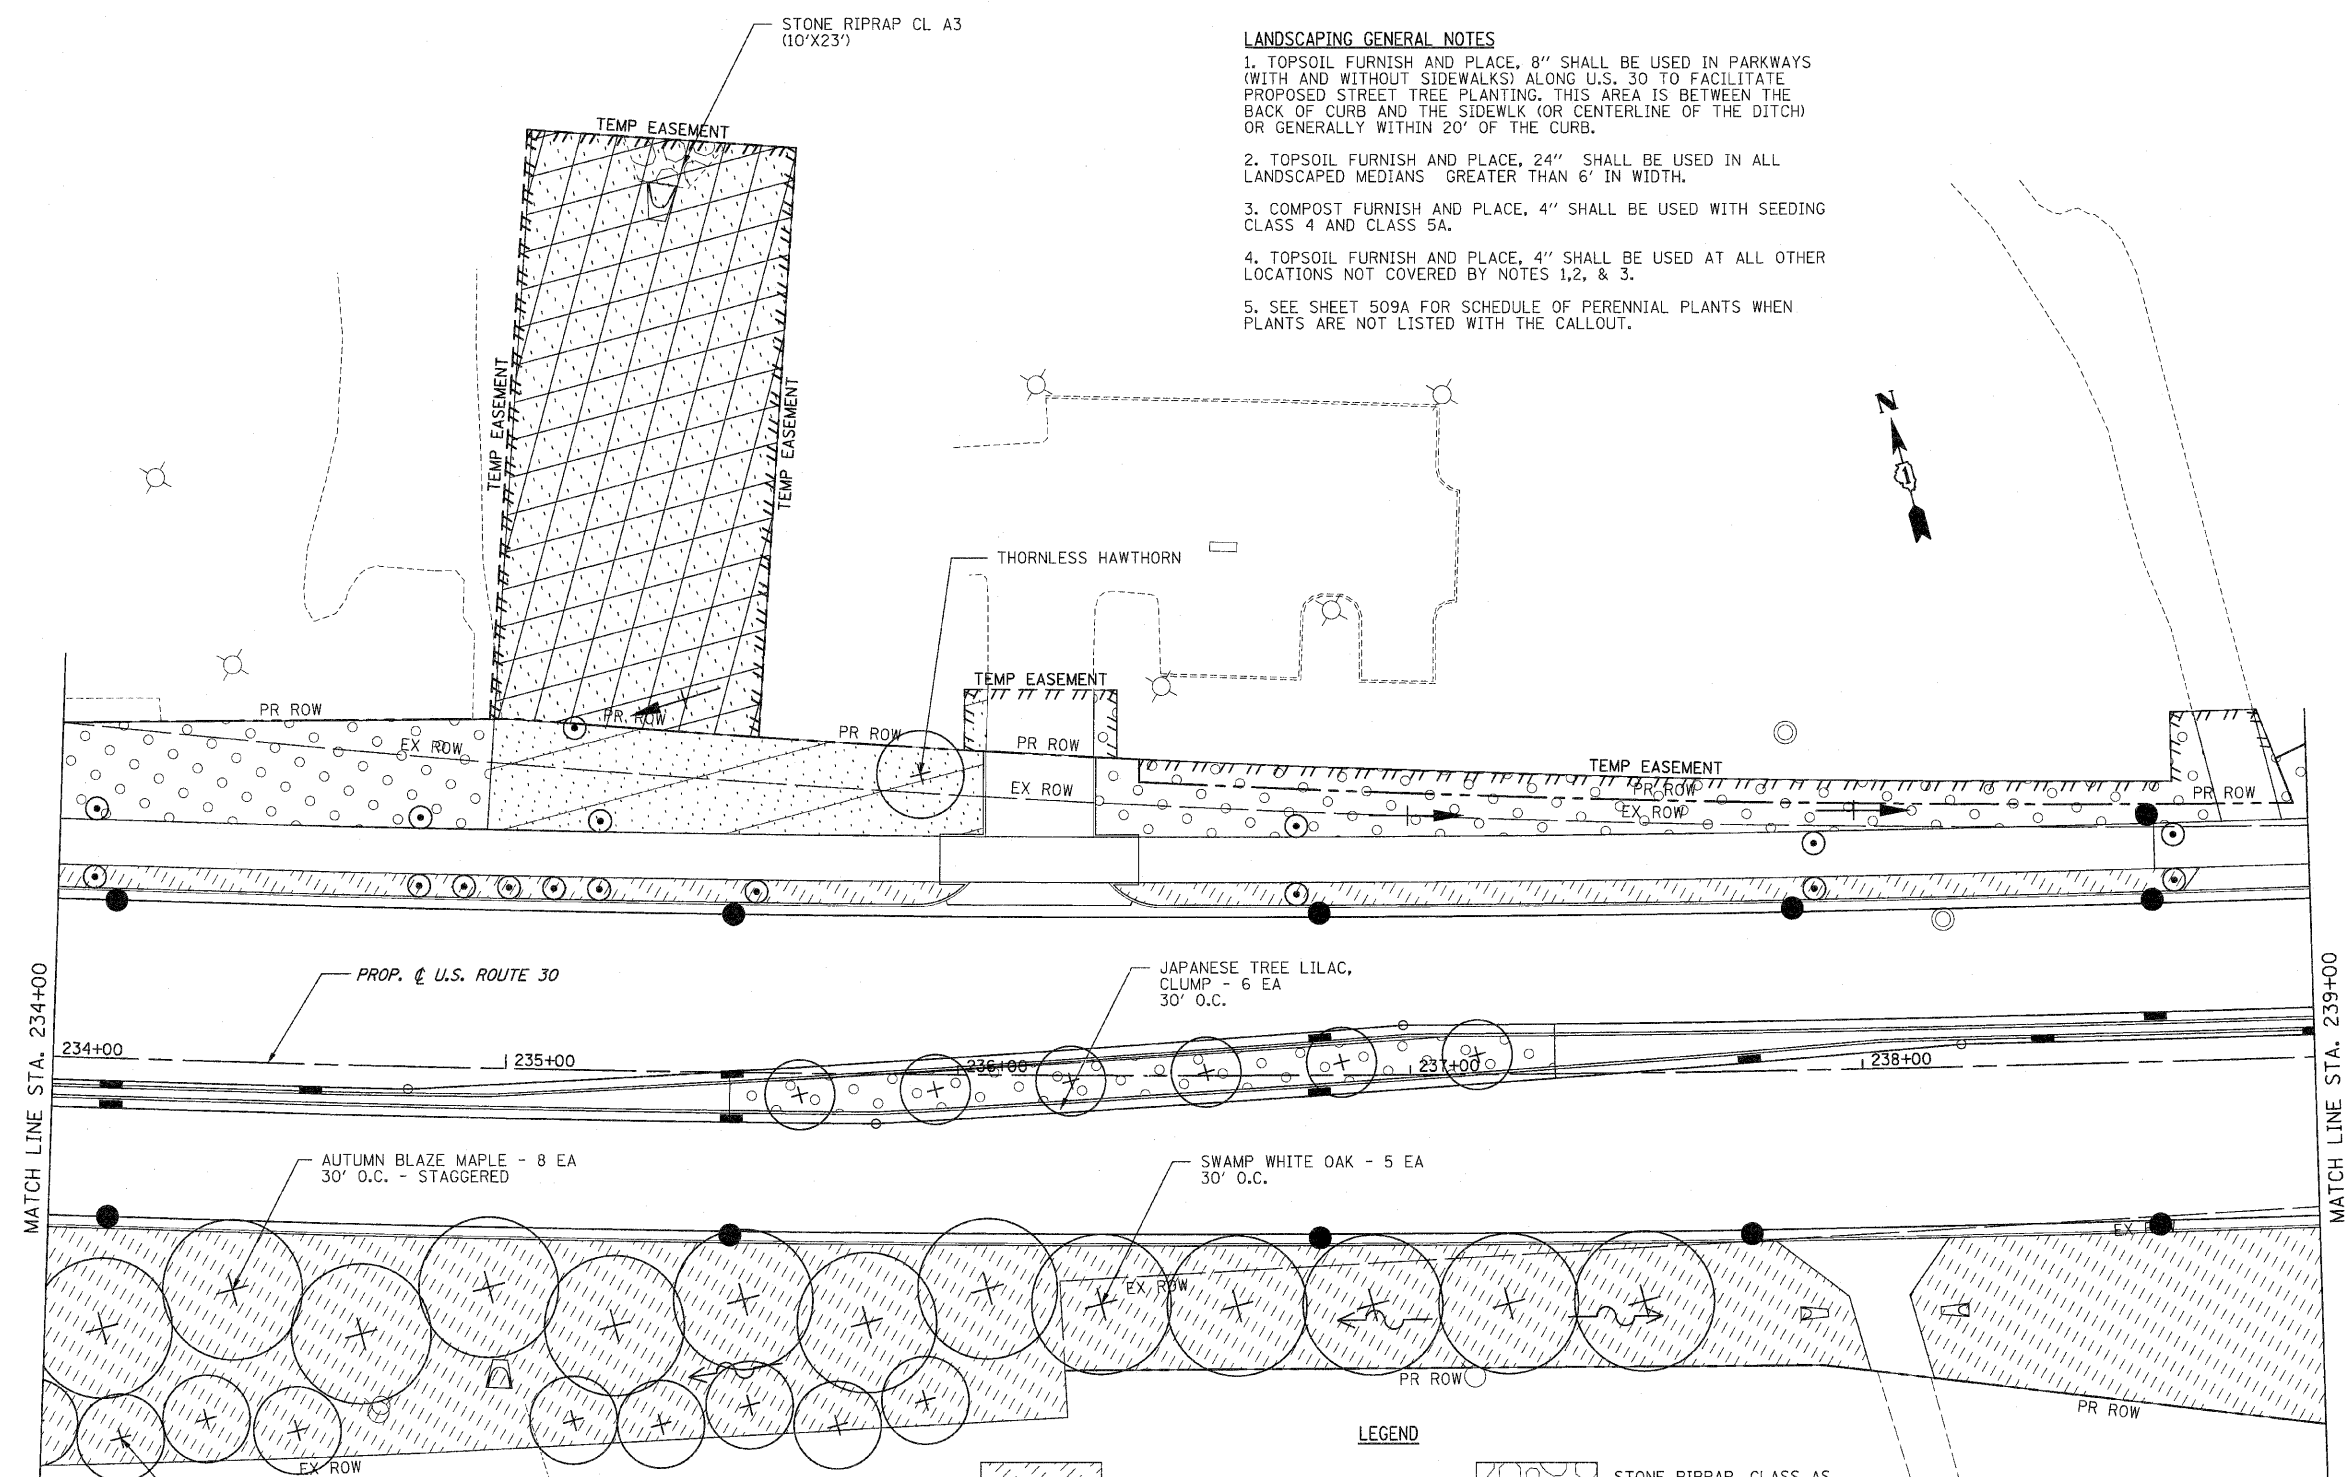 STONE RIPRAP CL A3
(10'X23')
LANDSCAPING GENERAL NOTES
1. TOPSOIL FURNISH AND PLACE, 8" SHALL BE USED IN PARKWAYS
(WITH AND WITHOUT SIDEWALKS) ALONG U.S. 30 TO FACILITATE
PROPOSED STREET TREE PLANTING. THIS AREA IS BETWEEN THE
BACK OF CURB AND THE SIDEWLK (OR CENTERLINE OF THE DITCH)
OR GENERALLY WITHIN 20' OF THE CURB.
2. TOPSOIL FURNISH AND PLACE, 24" SHALL BE USED IN ALL
LANDSCAPED MEDIANS GREATER THAN 6' IN WIDTH.
3. COMPOST FURNISH AND PLACE, 4" SHALL BE USED WITH SEEDING
CLASS 4 AND CLASS 5A.
4. TOPSOIL FURNISH AND PLACE, 4" SHALL BE USED AT ALL OTHER
LOCATIONS NOT COVERED BY NOTES 1,2, & 3.
5. SEE SHEET 509A FOR SCHEDULE OF PERENNIAL PLANTS WHEN
PLANTS ARE NOT LISTED WITH THE CALLOUT.
TEMP EASEMENT
TEMP EASEMENT
TEMP EASEMENT
N
1
THORNLESS HAWTHORN
TEMP EASEMENT
PR ROW
PR ROW
PR ROW
PR ROW
EX ROW
EX ROW
TEMP EASEMENT
PR ROW
EX ROW
PR ROW
PROP. ℄ U.S. ROUTE 30
JAPANESE TREE LILAC,
CLUMP - 6 EA
30' O.C.
MATCH LINE STA. 234+00
MATCH LINE STA. 239+00
234+00
235+00
236+00
237+00
238+00
AUTUMN BLAZE MAPLE - 8 EA
30' O.C. - STAGGERED
SWAMP WHITE OAK - 5 EA
30' O.C.
EX
EX ROW
PR ROW
PR ROW
EX ROW
LEGEND
STONE RIPRAP, CLASS AS